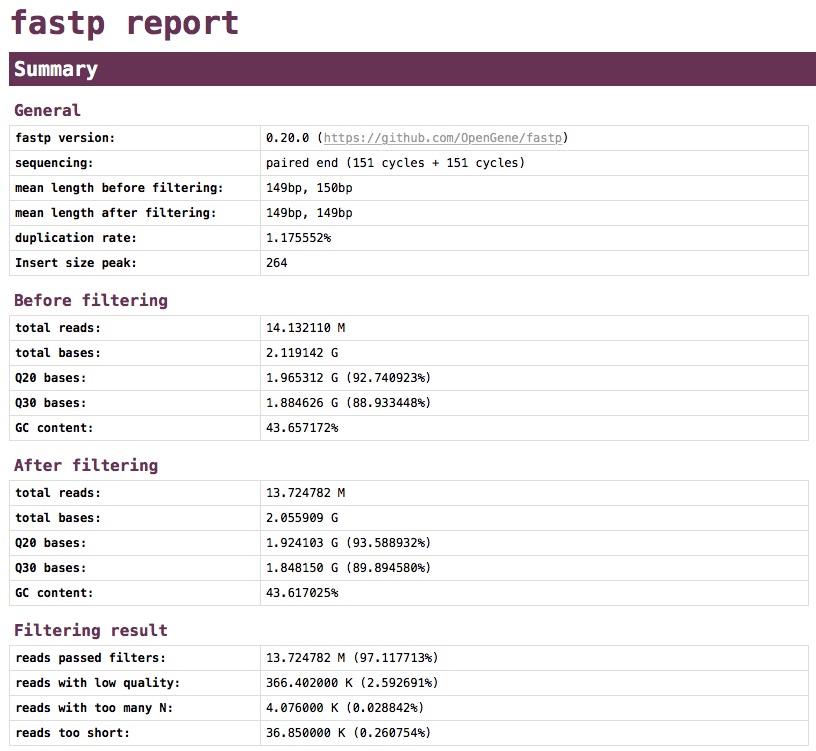 fastp report
Summary
General
fastp version: 0.20.0 (https://github.com/OpenGene/fastp)
sequencing: paired end (151 cycles + 151 cycles)
mean length before filtering: 149bp, 150bp
mean length after filtering: 149bp, 149bp
duplication rate: 1.175552%
Insert size peak: 264
Before filtering
total reads: 14.132110 M
total bases: 2.119142 G
Q20 bases: 1.965312 G (92.740923%)
Q30 bases: 1.884626 G (88.933448%)
GC content: 43.657172%
After filtering
total reads: 13.724782 M
total bases: 2.055909 G
Q20 bases: 1.924103 G (93.588932%)
Q30 bases: 1.848150 G (89.894580%)
GC content: 43.617025%
Filtering result
reads passed filters: 13.724782 M (97.117713%)
reads with low quality: 366.402000 K (2.592691%)
reads with too many N: 4.076000 K (0.028842%)
reads too short: 36.850000 K (0.260754%)